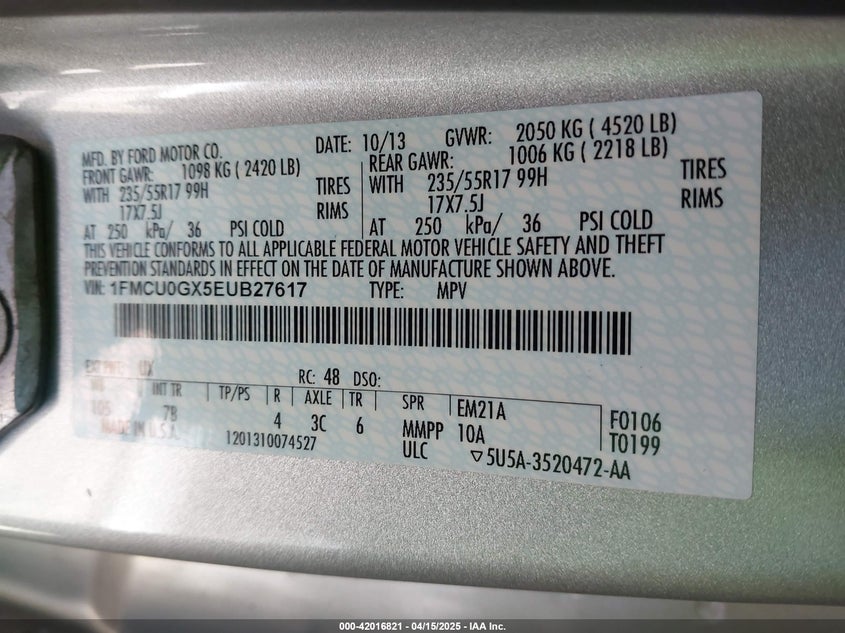 MFD. BY FORD MOTOR CO. DATE: 10/13 GVWR: 2050 KG ( 4520 LB)
FRONT GAWR: 1098 KG ( 2420 LB) REAR GAWR: 1006 KG ( 2218 LB)
WITH 235/55R17 99H TIRES WITH 235/55R17 99H TIRES
17X7.5J RIMS 17X7.5J RIMS
AT 250 kPa/ 36 PSI COLD AT 250 kPa/ 36 PSI COLD
THIS VEHICLE CONFORMS TO ALL APPLICABLE FEDERAL MOTOR VEHICLE SAFETY AND THEFT
PREVENTION STANDARDS IN EFFECT ON THE DATE OF MANUFACTURE SHOWN ABOVE.
VIN: 1FMCU0GX5EUB27617 TYPE: MPV
EXT PNT: UX RC: 48 DSO:
WB INT TR TP/PS R AXLE TR SPR EM21A F0106
105 7B 4 3C 6 MMPP 10A T0199
MADE IN U.S.A. 1201310074527 ULC ▽5U5A-3520472-AA
000-42016821 | 04/15/2025 | IAA Inc.